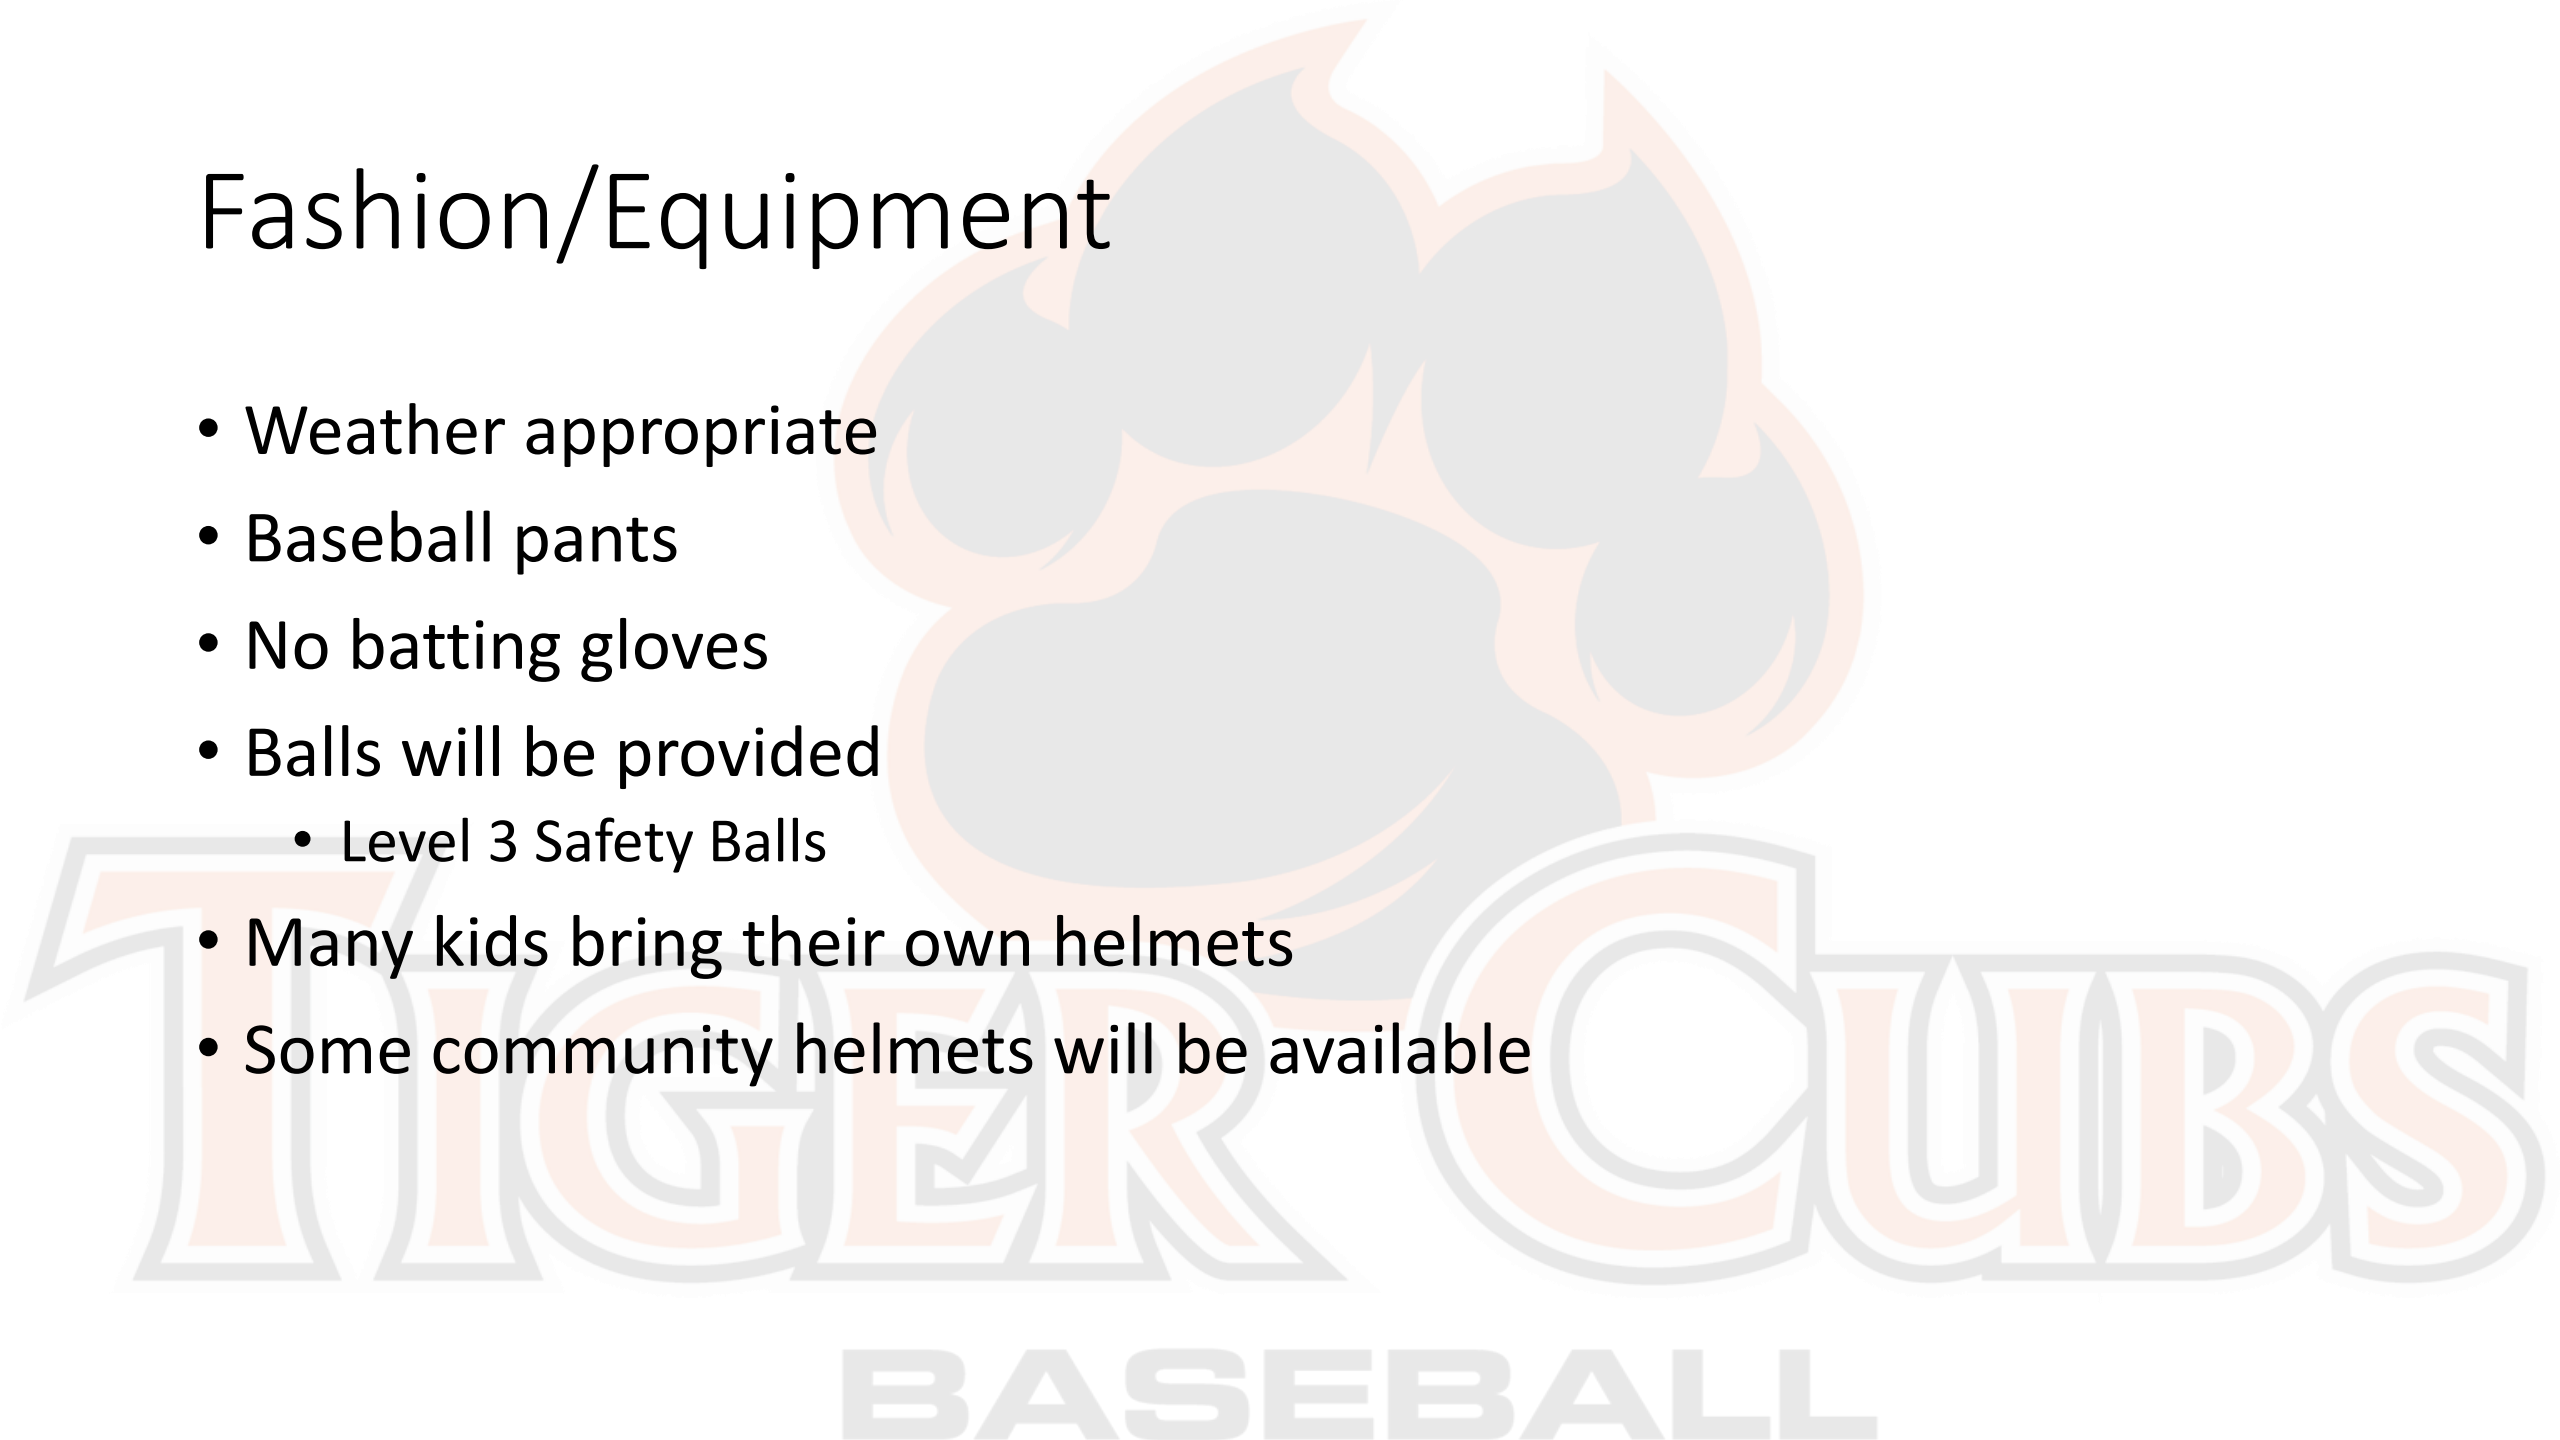 Fashion/Equipment
• Weather appropriate
• Baseball pants
• No batting gloves
• Balls will be provided
• Level 3 Safety Balls
• Many kids bring their own helmets
• Some community helmets will be available
TIGER CUBS
BASEBALL